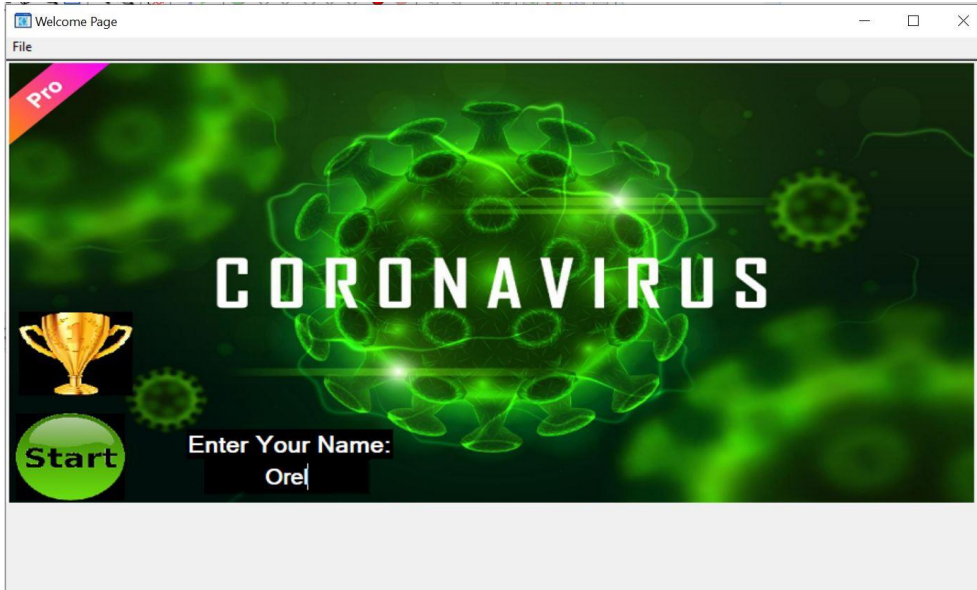 Welcome Page
File
Pro
CORONAVIRUS
Start
Enter Your Name:
Orel